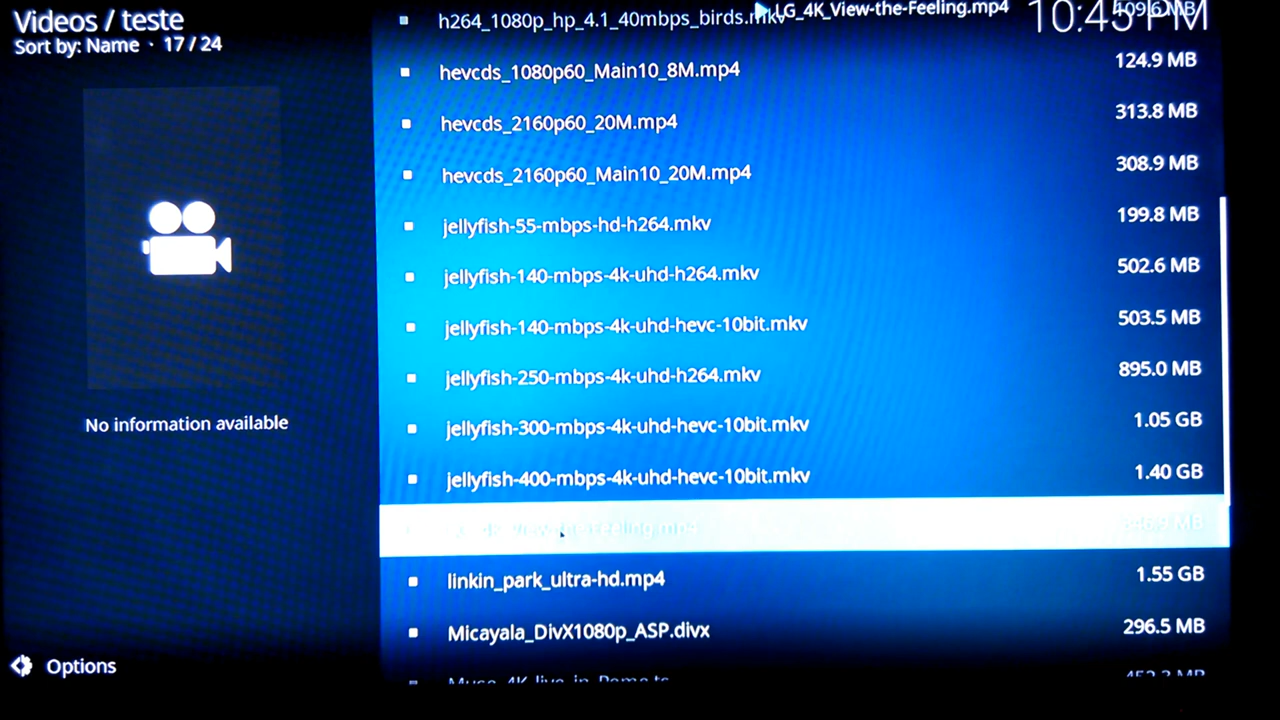 Videos / teste
Sort by: Name · 17 / 24
LG_4K_View-the-Feeling.mp4
10:45 PM
h264_1080p_hp_4.1_40mbps_birds.mkv 109.6 MB
hevcds_1080p60_Main10_8M.mp4 124.9 MB
hevcds_2160p60_20M.mp4 313.8 MB
hevcds_2160p60_Main10_20M.mp4 308.9 MB
jellyfish-55-mbps-hd-h264.mkv 199.8 MB
jellyfish-140-mbps-4k-uhd-h264.mkv 502.6 MB
jellyfish-140-mbps-4k-uhd-hevc-10bit.mkv 503.5 MB
jellyfish-250-mbps-4k-uhd-h264.mkv 895.0 MB
jellyfish-300-mbps-4k-uhd-hevc-10bit.mkv 1.05 GB
jellyfish-400-mbps-4k-uhd-hevc-10bit.mkv 1.40 GB
MB
linkin_park_ultra-hd.mp4 1.55 GB
Micayala_DivX1080p_ASP.divx 296.5 MB
No information available
Options